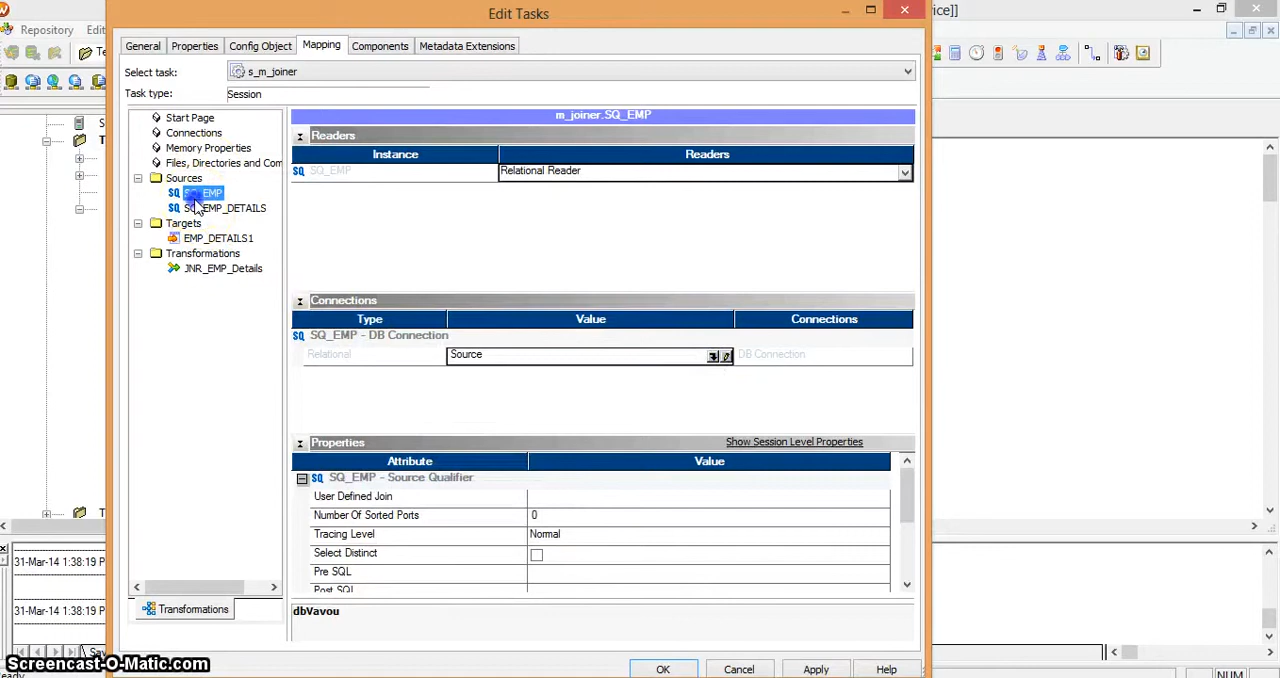 Edit Tasks
rice]]
Repository Edit
General Properties Config Object Mapping Components Metadata Extensions
Select task: s_m_joiner
Task type: Session
Start Page
Connections
Memory Properties
Files, Directories and Com
Sources
SQ_EMP
SQ_EMP_DETAILS
Targets
EMP_DETAILS1
Transformations
JNR_EMP_Details
Transformations
m_joiner.SQ_EMP
Readers
Instance Readers
SQ_EMP Relational Reader
Connections
Type Value Connections
SQ_EMP - DB Connection
Relational Source DB Connection
Properties Show Session Level Properties
Attribute Value
SQ_EMP - Source Qualifier
User Defined Join
Number Of Sorted Ports 0
Tracing Level Normal
Select Distinct
Pre SQL
Post SQL
31-Mar-14 1:38:19 P
31-Mar-14 1:38:19 P
OK Cancel Apply Help
Screencast-O-Matic.com
NUM